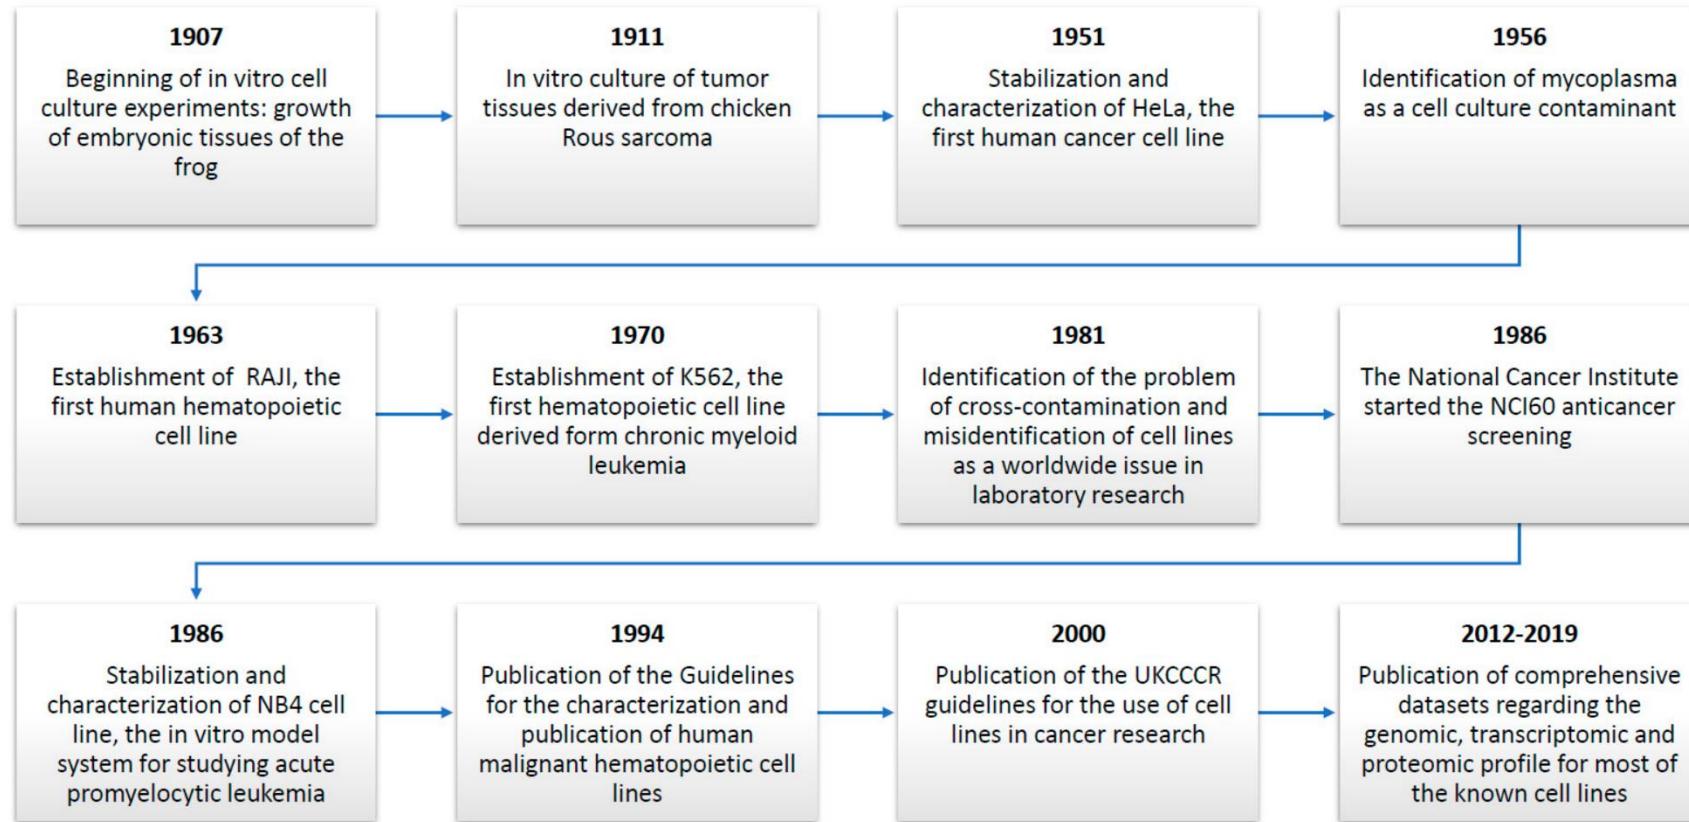 1907
Beginning of in vitro cell
culture experiments: growth
of embryonic tissues of the
frog
1911
In vitro culture of tumor
tissues derived from chicken
Rous sarcoma
1951
Stabilization and
characterization of HeLa, the
first human cancer cell line
1956
Identification of mycoplasma
as a cell culture contaminant
1963
Establishment of RAJI, the
first human hematopoietic
cell line
1970
Establishment of K562, the
first hematopoietic cell line
derived form chronic myeloid
leukemia
1981
Identification of the problem
of cross-contamination and
misidentification of cell lines
as a worldwide issue in
laboratory research
1986
The National Cancer Institute
started the NCI60 anticancer
screening
1986
Stabilization and
characterization of NB4 cell
line, the in vitro model
system for studying acute
promyelocytic leukemia
1994
Publication of the Guidelines
for the characterization and
publication of human
malignant hematopoietic cell
lines
2000
Publication of the UKCCCR
guidelines for the use of cell
lines in cancer research
2012-2019
Publication of comprehensive
datasets regarding the
genomic, transcriptomic and
proteomic profile for most of
the known cell lines